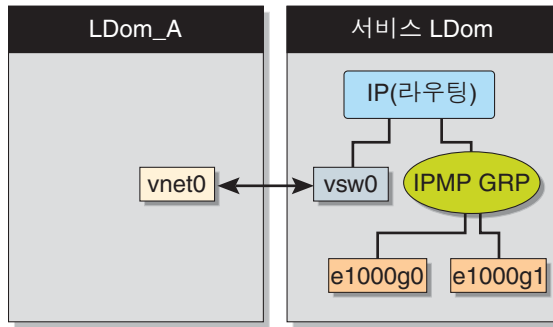 LDom_A
서비스 LDom
IP(라우팅)
vnet0
vsw0
IPMP GRP
e1000g0
e1000g1